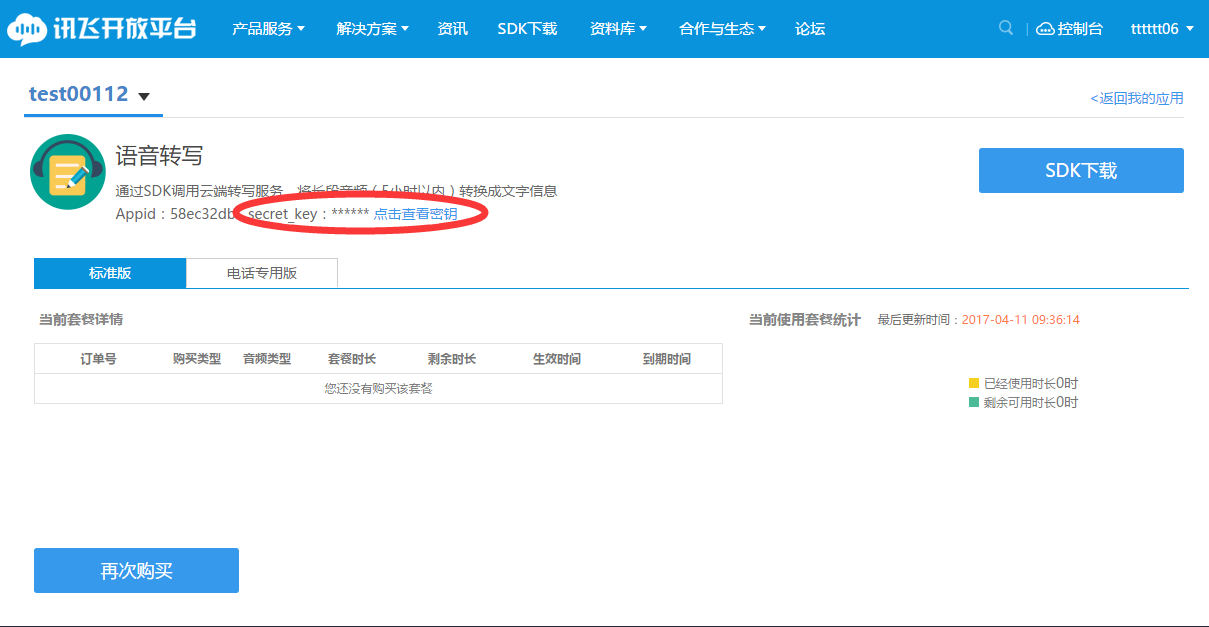 讯飞开放平台 产品服务 解决方案 资讯 SDK下载 资料库 合作与生态 论坛 控制台 tttttt06
test00112 <返回我的应用
语音转写
SDK下载
通过SDK调用云端转写服务，将长段音频（5小时以内）转换成文字信息
Appid：58ec32db secret_key：****** 点击查看密钥
标准版 电话专用版
当前套餐详情
订单号 购买类型 音频类型 套餐时长 剩余时长 生效时间 到期时间
您还没有购买该套餐
当前使用套餐统计 最后更新时间：2017-04-11 09:36:14
已经使用时长0时
剩余可用时长0时
再次购买